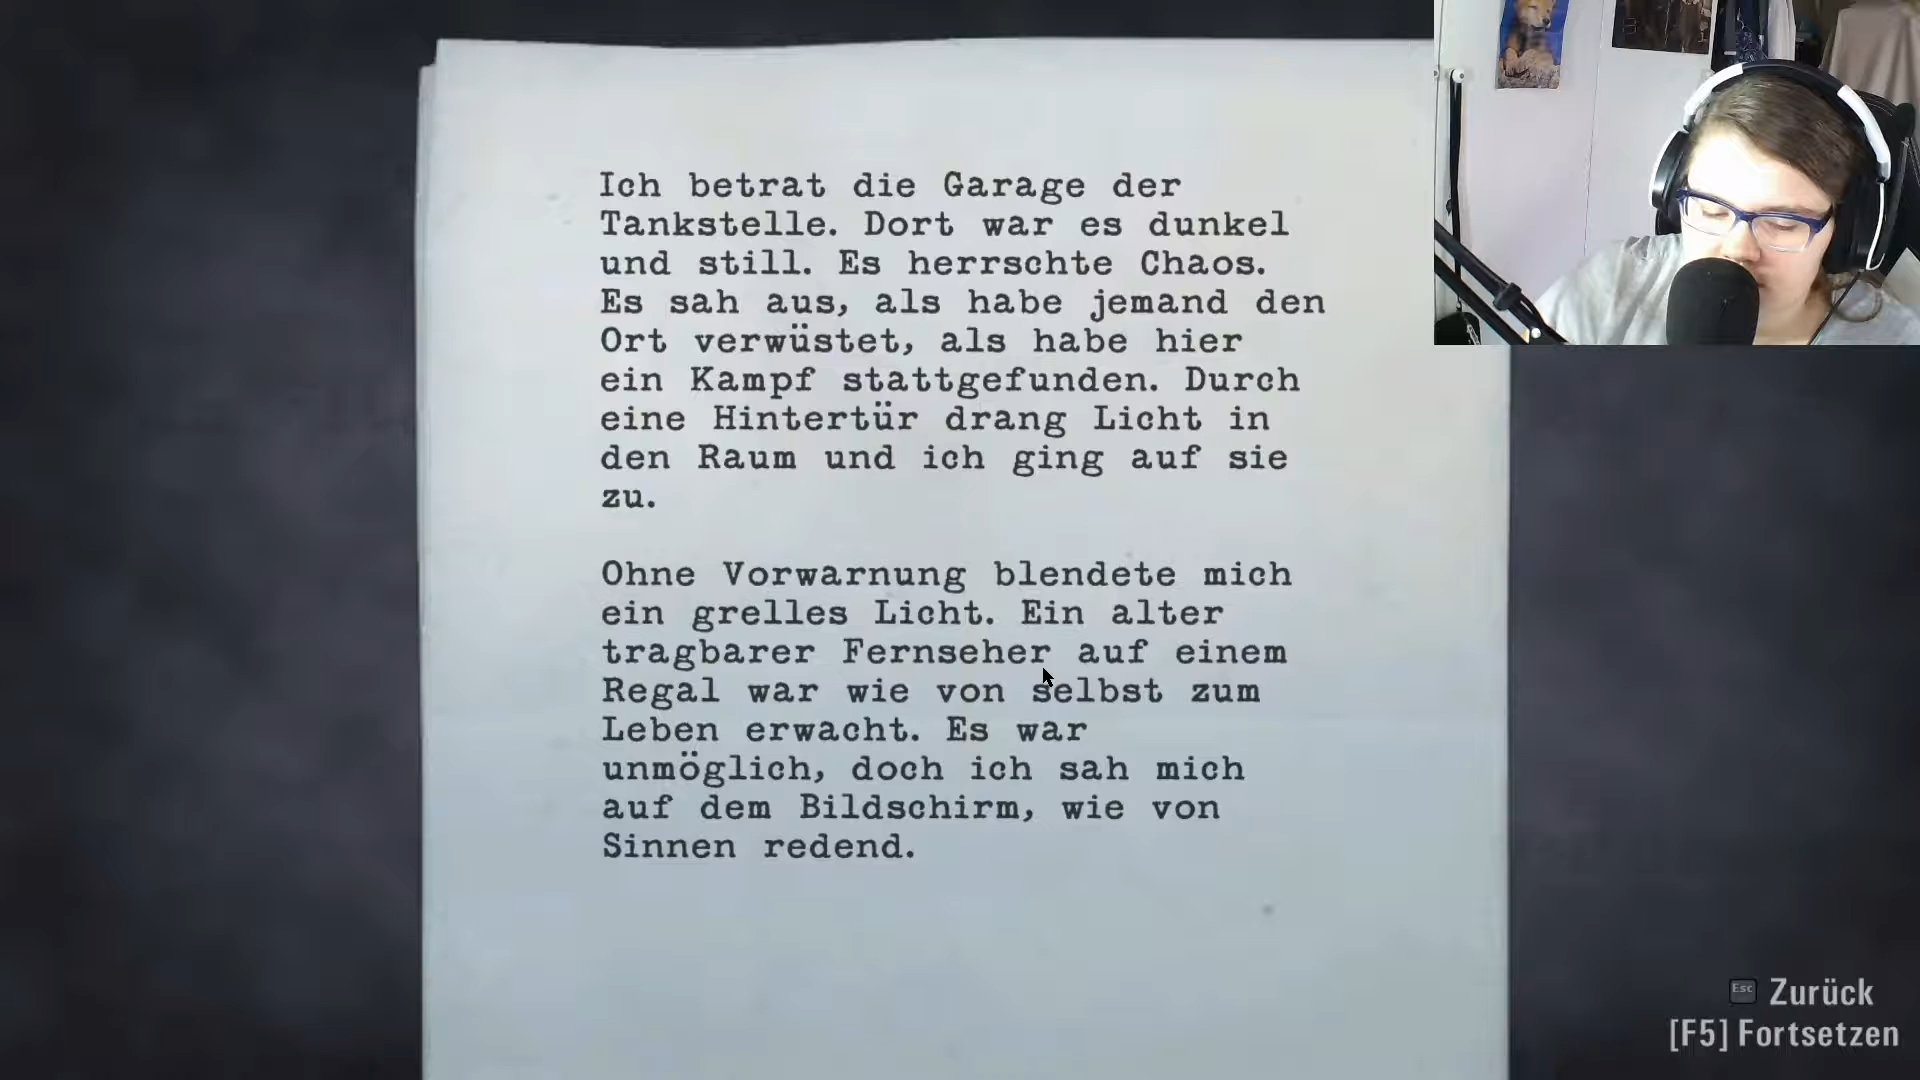 Ich betrat die Garage der
Tankstelle. Dort war es dunkel
und still. Es herrschte Chaos.
Es sah aus, als habe jemand den
Ort verwüstet, als habe hier
ein Kampf stattgefunden. Durch
eine Hintertür drang Licht in
den Raum und ich ging auf sie
zu.
Ohne Vorwarnung blendete mich
ein grelles Licht. Ein alter
tragbarer Fernseher auf einem
Regal war wie von selbst zum
Leben erwacht. Es war
unmöglich, doch ich sah mich
auf dem Bildschirm, wie von
Sinnen redend.
Esc Zurück
[F5] Fortsetzen